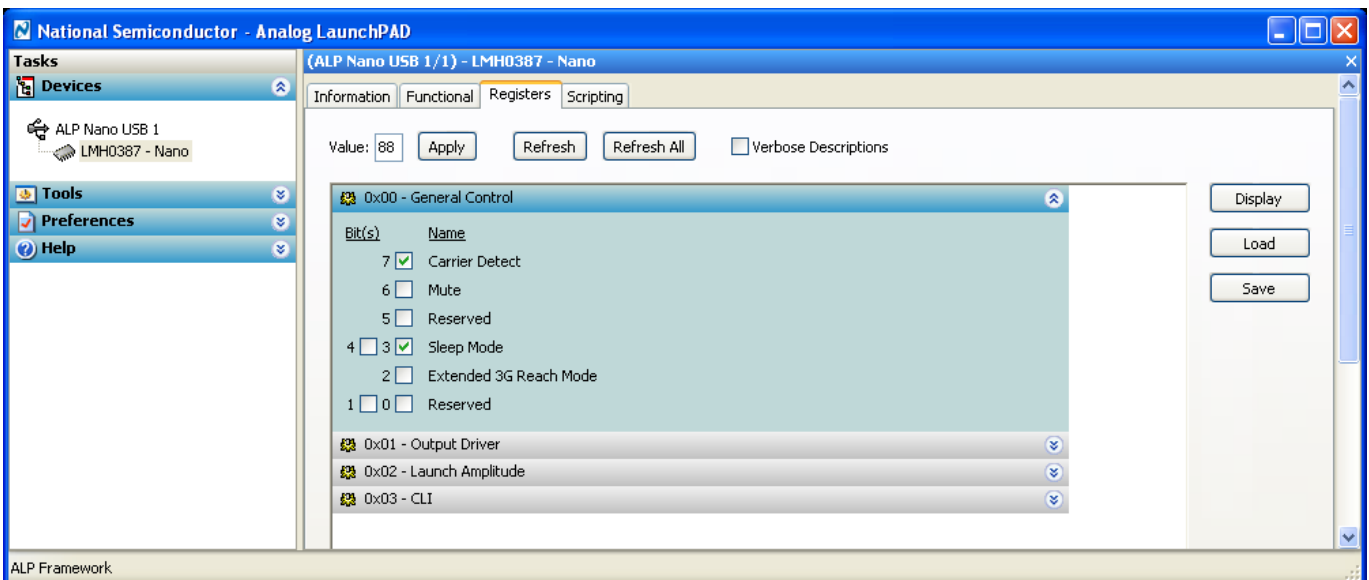 National Semiconductor - Analog LaunchPAD
Tasks
Devices
ALP Nano USB 1
LMH0387 - Nano
Tools
Preferences
Help
(ALP Nano USB 1/1) - LMH0387 - Nano
Information Functional Registers Scripting
Value: 88 Apply Refresh Refresh All Verbose Descriptions
0x00 - General Control
Bit(s) Name
7 Carrier Detect
6 Mute
5 Reserved
4 3 Sleep Mode
2 Extended 3G Reach Mode
1 0 Reserved
0x01 - Output Driver
0x02 - Launch Amplitude
0x03 - CLI
Display
Load
Save
ALP Framework